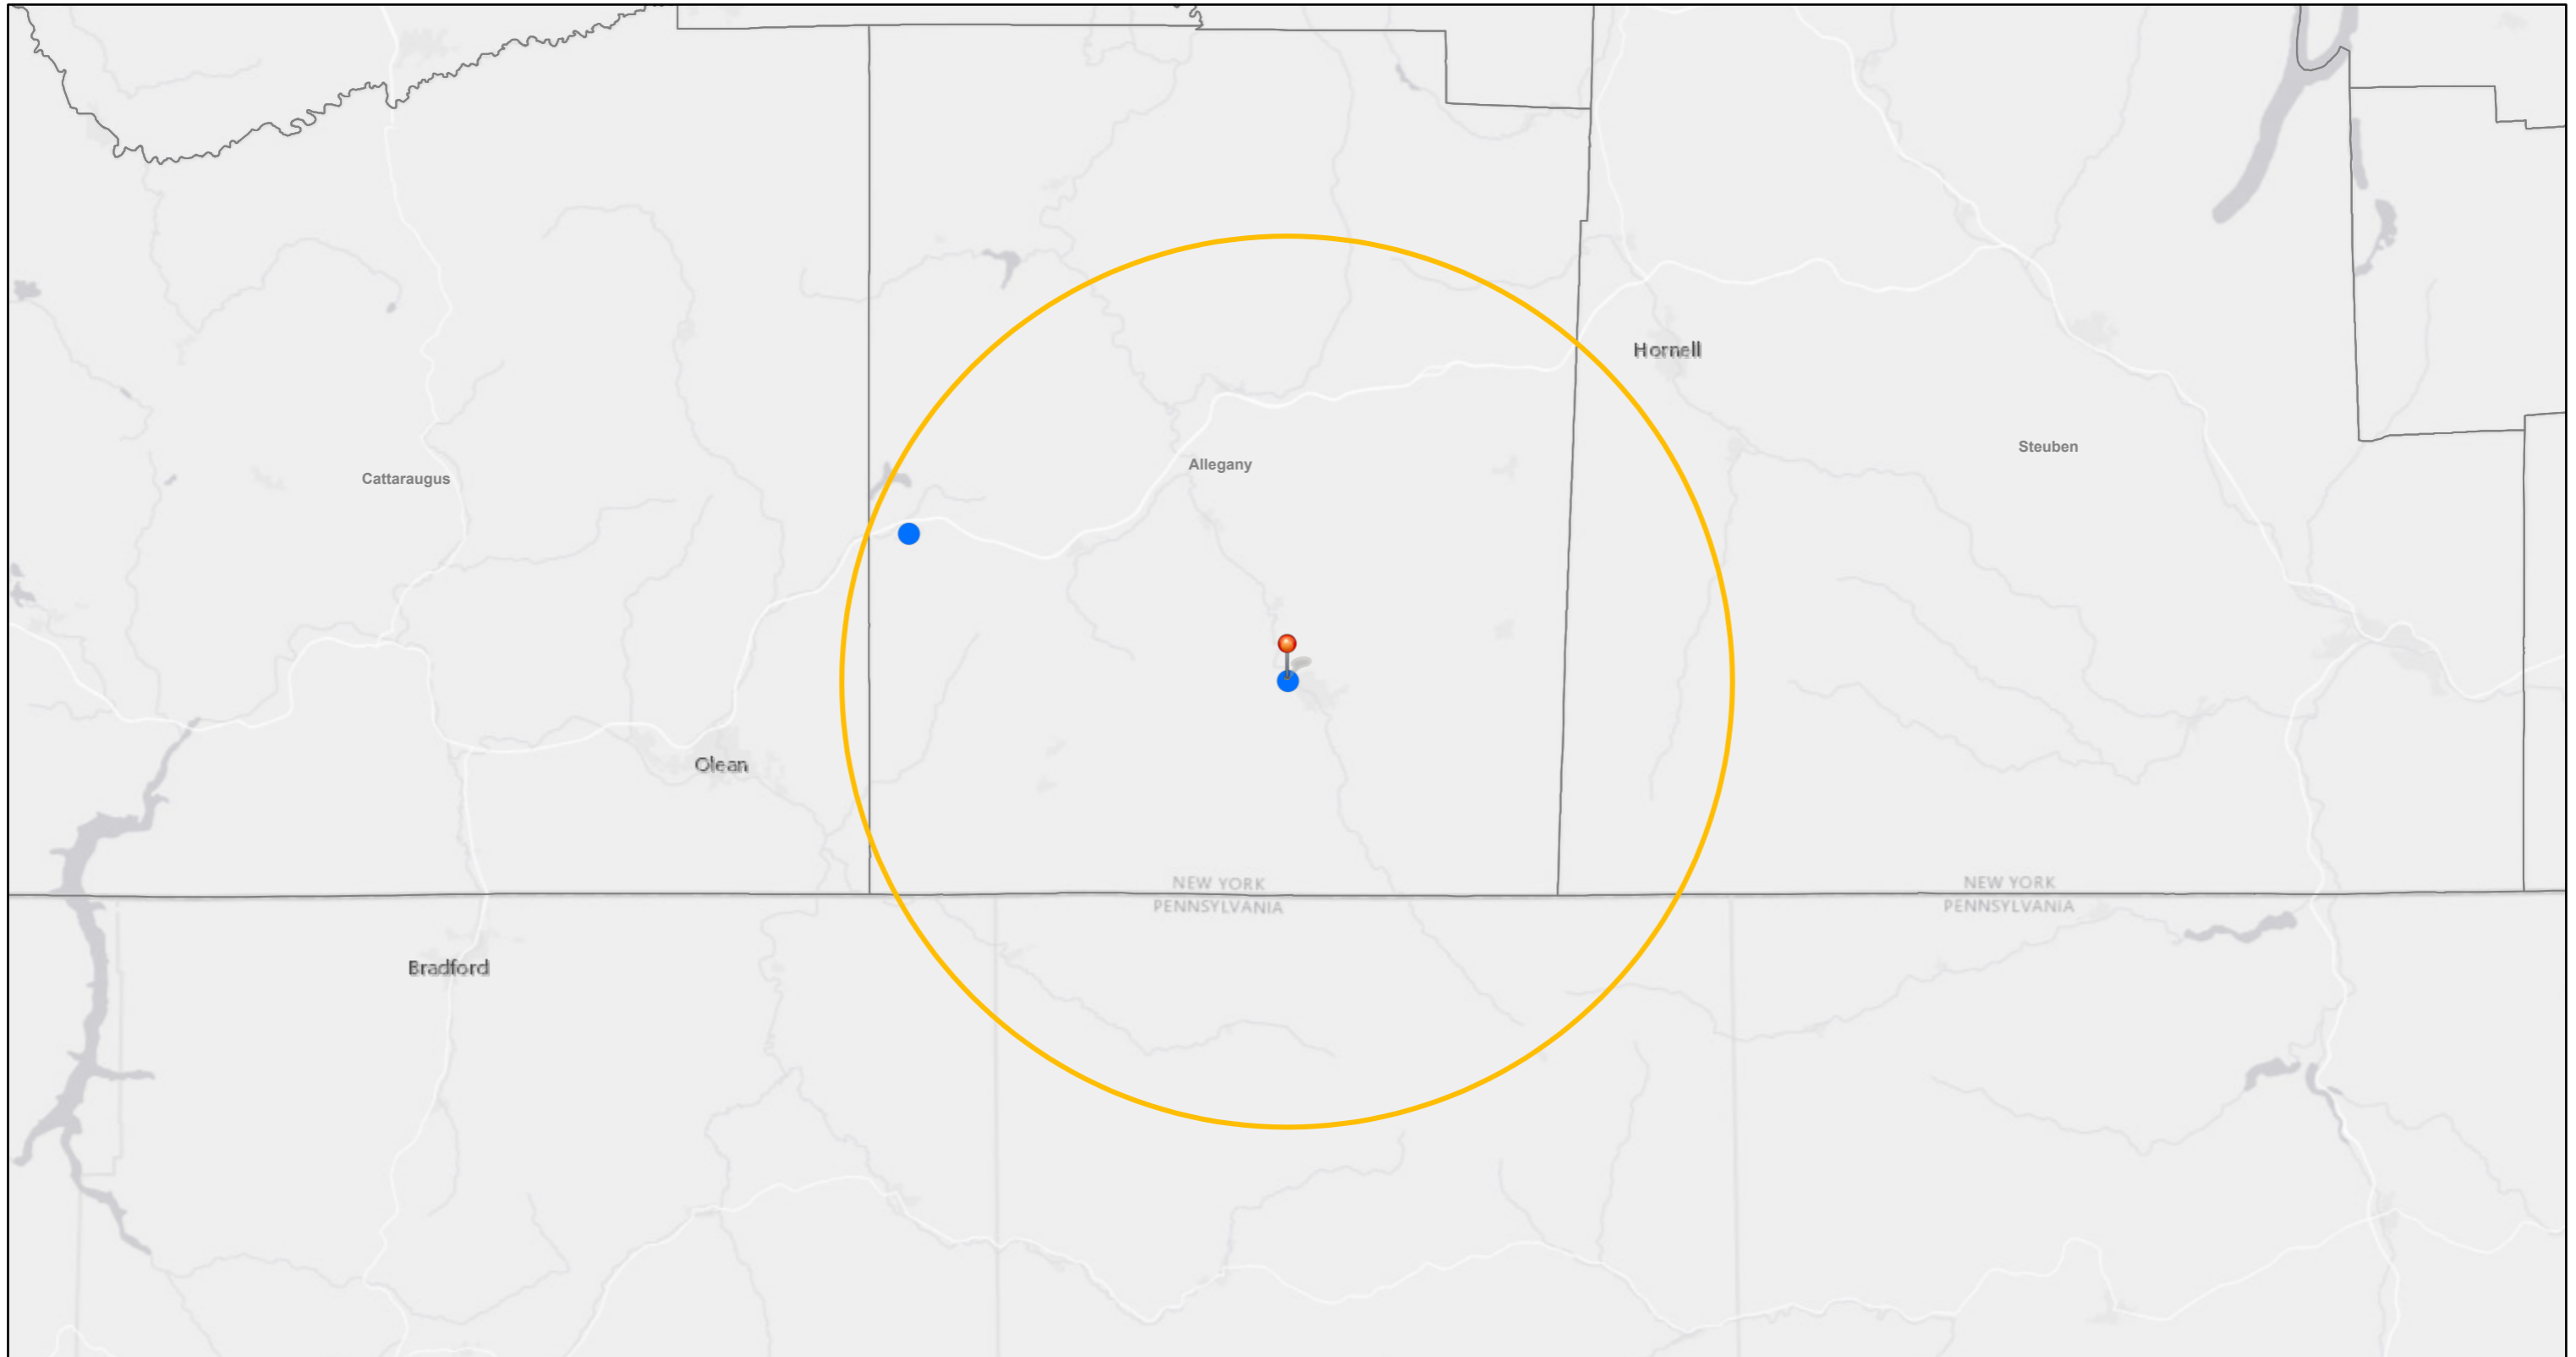 Hornell
Steuben
Allegany
Cattaraugus
Olean
NEW YORK
PENNSYLVANIA
NEW YORK
PENNSYLVANIA
Bradford